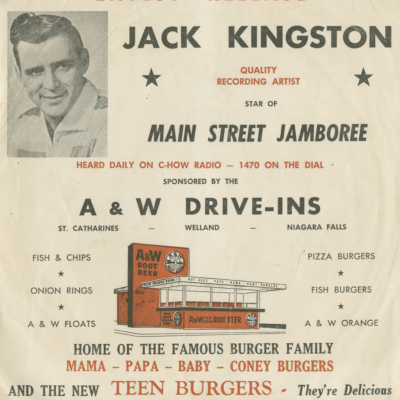 JACK KINGSTON
QUALITY
RECORDING ARTIST
STAR OF
MAIN STREET JAMBOREE
HEARD DAILY ON C-HOW RADIO — 1470 ON THE DIAL
SPONSORED BY THE
A & W DRIVE-INS
ST. CATHARINES — WELLAND — NIAGARA FALLS
FISH & CHIPS
ONION RINGS
A & W FLOATS
A&W
ROOT
BEER
A&W ROOT BEER
PIZZA BURGERS
FISH BURGERS
A & W ORANGE
HOME OF THE FAMOUS BURGER FAMILY
MAMA – PAPA – BABY – CONEY BURGERS
AND THE NEW TEEN BURGERS - They're Delicious